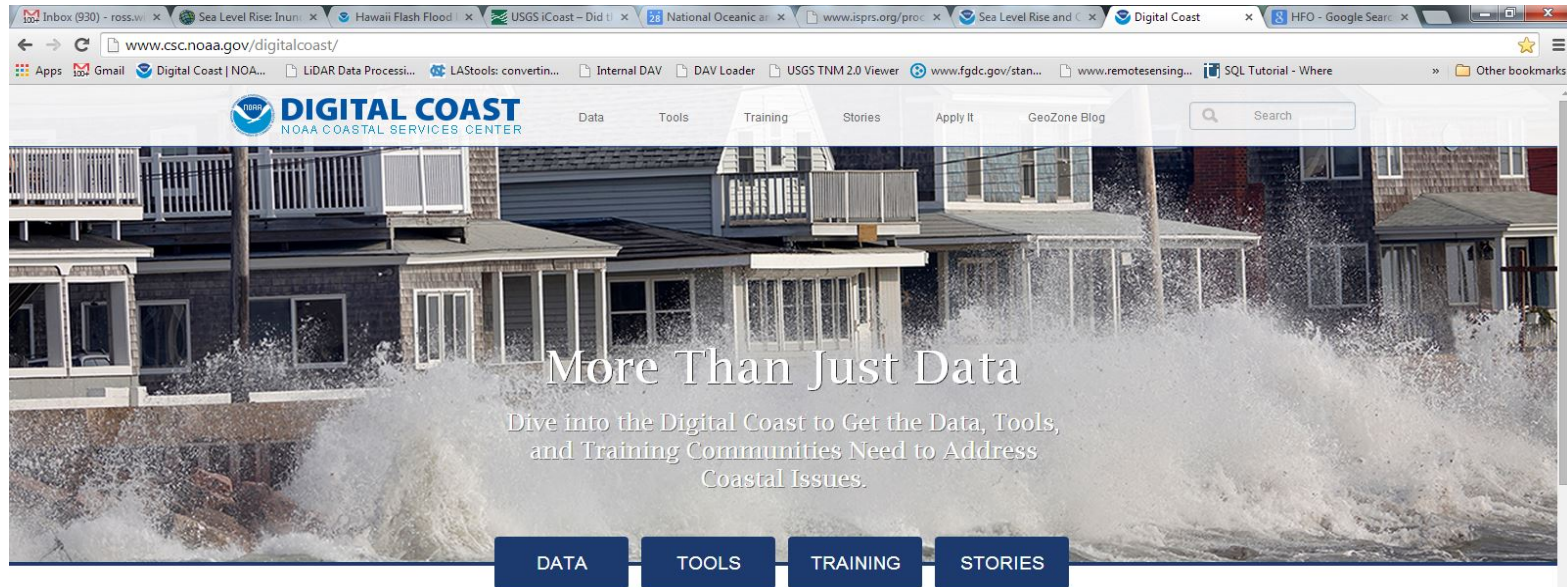 Inbox (930) - ross.wi
Sea Level Rise: Inun
Hawaii Flash Flood
USGS iCoast – Did t
National Oceanic ar
www.isprs.org/proc
Sea Level Rise and C
Digital Coast
HFO - Google Searc
www.csc.noaa.gov/digitalcoast/
Apps
Gmail
Digital Coast | NOA...
LiDAR Data Processi...
LAStools: convertin...
Internal DAV
DAV Loader
USGS TNM 2.0 Viewer
www.fgdc.gov/stan...
www.remotesensing...
SQL Tutorial - Where
»
Other bookmarks
NOAA
DIGITAL COAST
NOAA COASTAL SERVICES CENTER
Data
Tools
Training
Stories
Apply It
GeoZone Blog
Search
More Than Just Data
Dive into the Digital Coast to Get the Data, Tools,
and Training Communities Need to Address
Coastal Issues.
DATA
TOOLS
TRAINING
STORIES